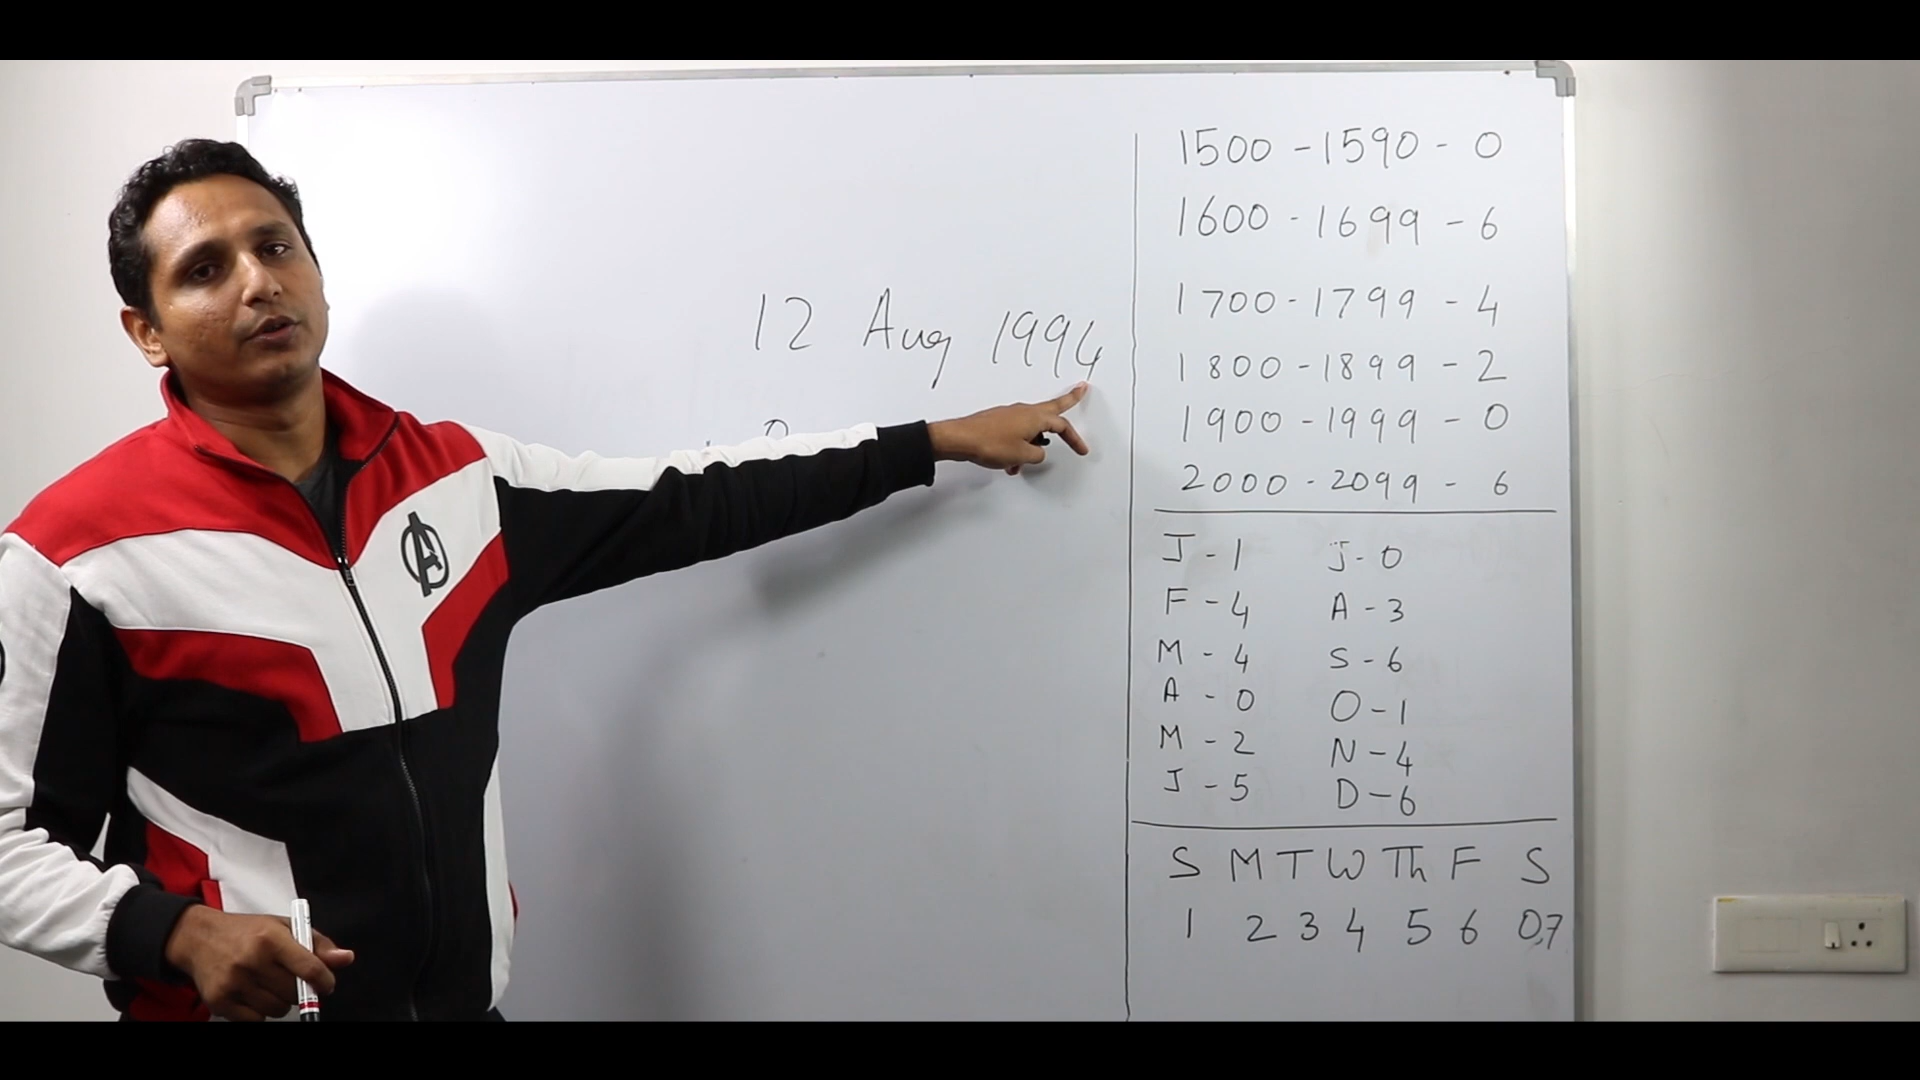 12 Aug 1994
1500 - 1590 - 0
1600 - 1699 - 6
1700 - 1799 - 4
1800 - 1899 - 2
1900 - 1999 - 0
2000 - 2099 - 6
J - 1 J - 0
F - 4 A - 3
M - 4 S - 6
A - 0 O - 1
M - 2 N - 4
J - 5 D - 6
S M T W Th F S
1 2 3 4 5 6 0,7